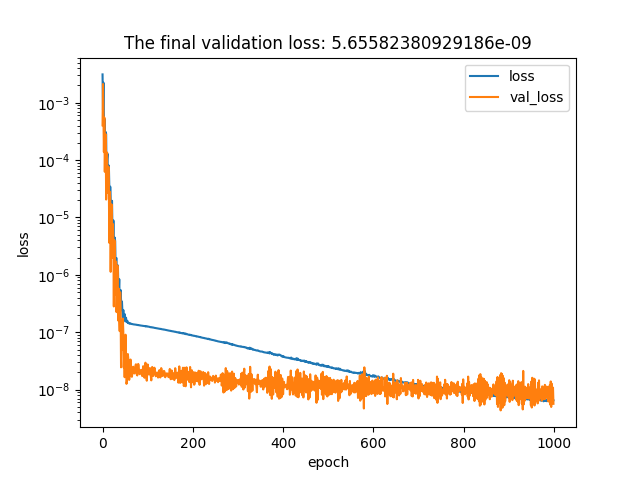 The final validation loss: 5.65582380929186e-09
loss
val_loss
10⁻³
10⁻⁴
10⁻⁵
10⁻⁶
10⁻⁷
10⁻⁸
loss
0 200 400 600 800 1000
epoch